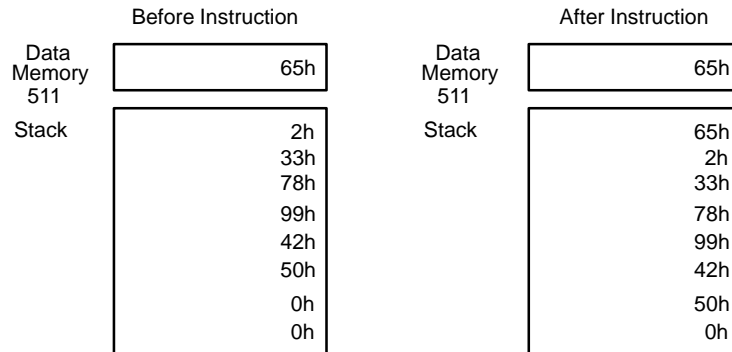 Before Instruction After Instruction
Data Memory 511 65h Data Memory 511 65h
Stack 2h Stack 65h
33h 2h
78h 33h
99h 78h
42h 99h
50h 42h
0h 50h
0h 0h